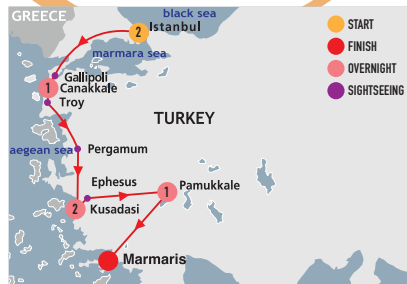 GREECE
black sea
2
Istanbul
marmara sea
Gallipoli
1
Canakkale
Troy
TURKEY
aegean sea
Pergamum
Ephesus
Pamukkale
1
2
Kusadasi
Marmaris
START
FINISH
OVERNIGHT
SIGHTSEEING